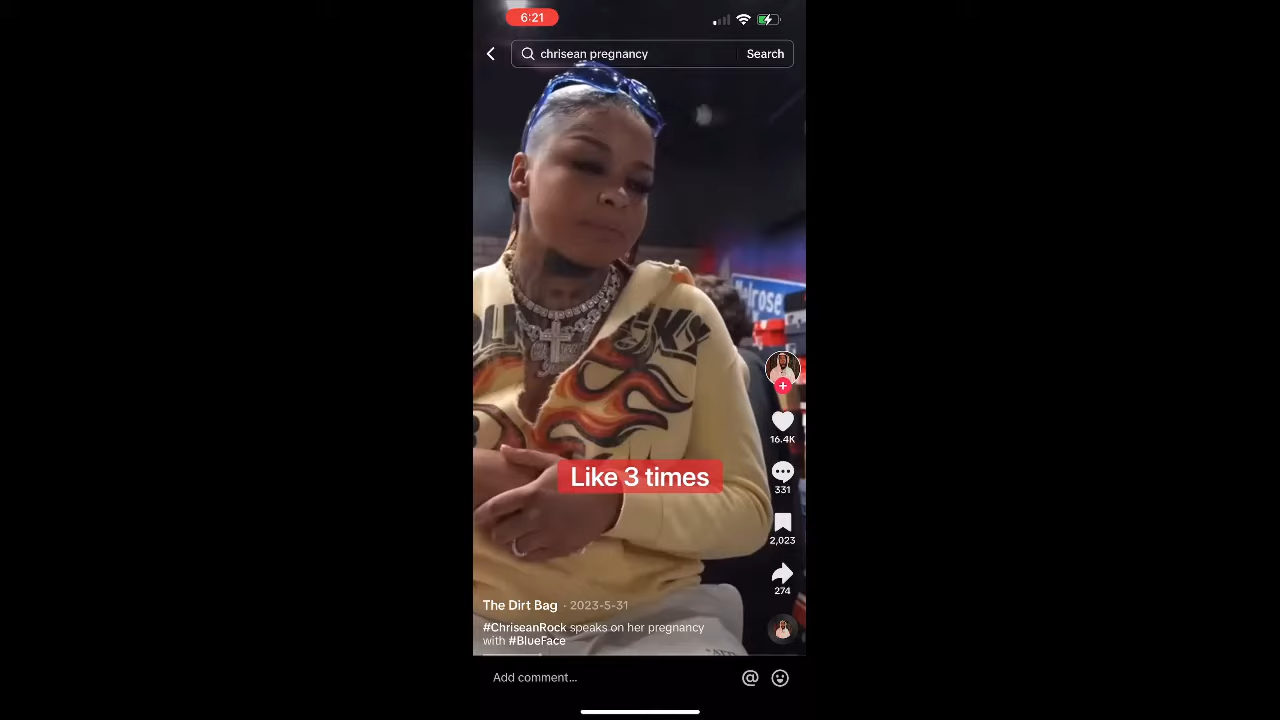 6:21
chrisean pregnancy
Search
Melrose
Like 3 times
16.4K
331
2,023
274
The Dirt Bag · 2023-5-31
#ChriseanRock speaks on her pregnancy
with #BlueFace
Add comment...